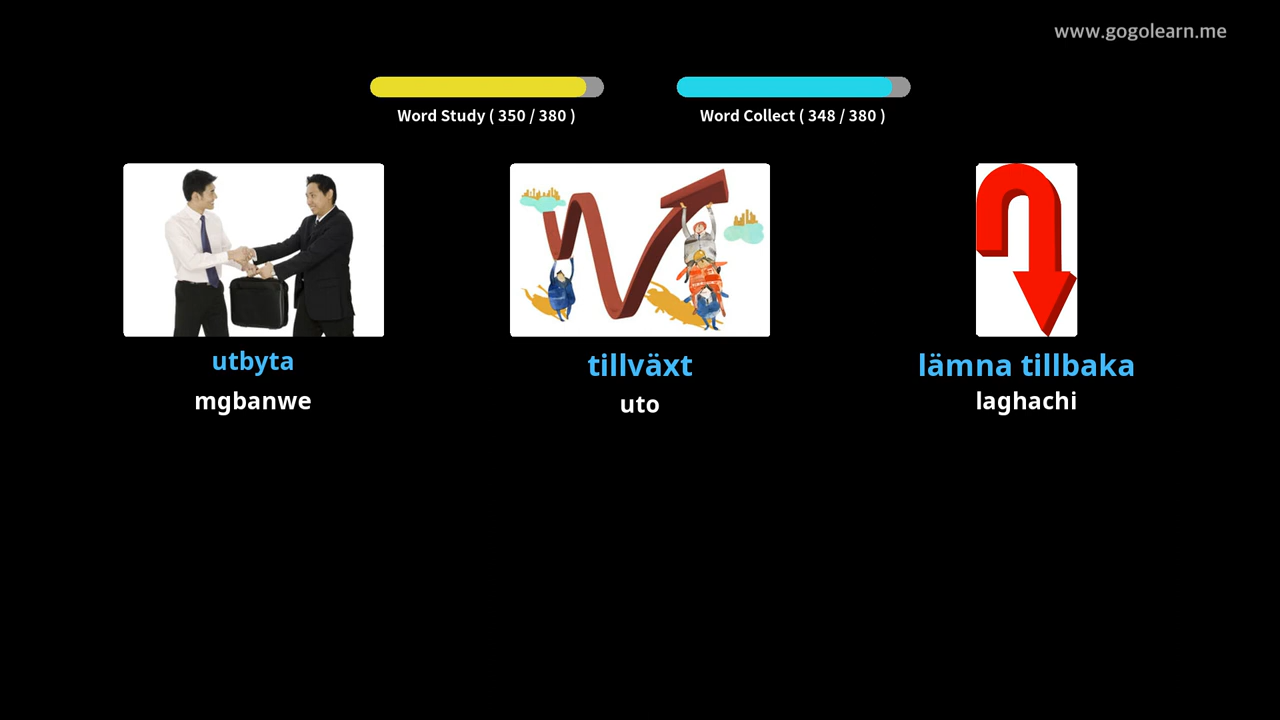 www.gogolearn.me
Word Study ( 350 / 380 )
Word Collect ( 348 / 380 )
utbyta
mgbanwe
tillväxt
uto
lämna tillbaka
laghachi